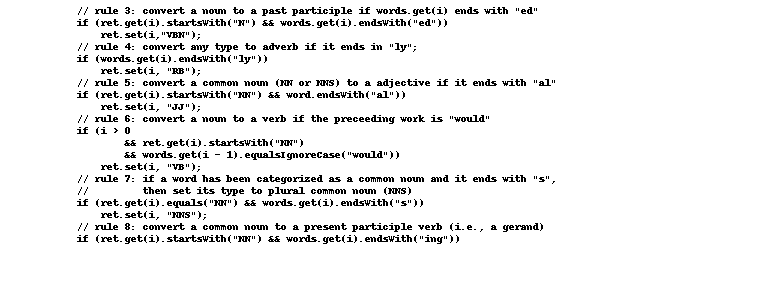 // rule 3: convert a noun to a past participle if words.get(i) ends with "ed"
if (ret.get(i).startsWith("N") && words.get(i).endsWith("ed"))
ret.set(i,"VBN");
// rule 4: convert any type to adverb if it ends in "ly";
if (words.get(i).endsWith("ly"))
ret.set(i, "RB");
// rule 5: convert a common noun (NN or NNS) to a adjective if it ends with "al"
if (ret.get(i).startsWith("NN") && word.endsWith("al"))
ret.set(i, "JJ");
// rule 6: convert a noun to a verb if the preceeding work is "would"
if (i > 0
&& ret.get(i).startsWith("NN")
&& words.get(i - 1).equalsIgnoreCase("would"))
ret.set(i, "VB");
// rule 7: if a word has been categorized as a common noun and it ends with "s",
// then set its type to plural common noun (NNS)
if (ret.get(i).equals("NN") && words.get(i).endsWith("s"))
ret.set(i, "NNS");
// rule 8: convert a common noun to a present participle verb (i.e., a gerand)
if (ret.get(i).startsWith("NN") && words.get(i).endsWith("ing"))